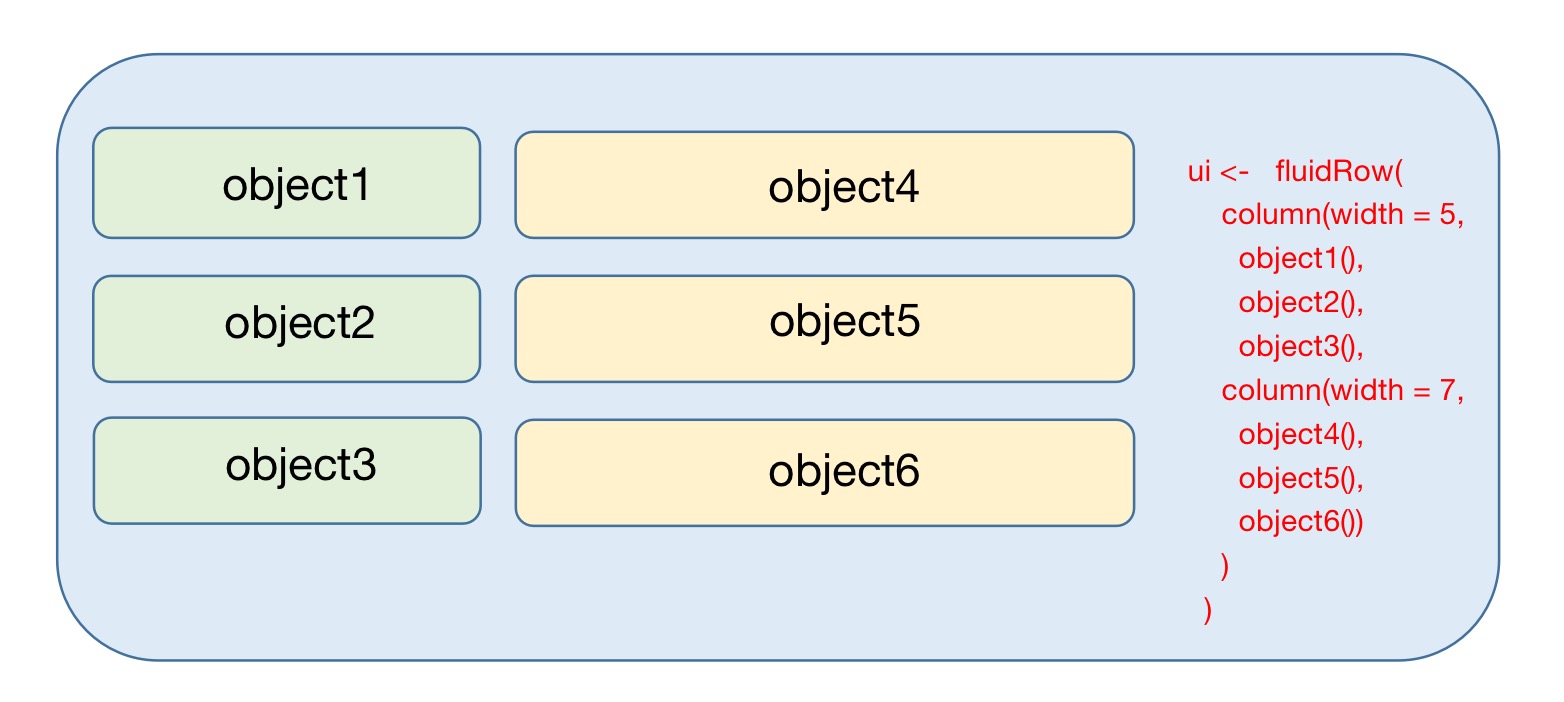 object1
object2
object3
object4
object5
object6
ui <-   fluidRow(
column(width = 5,
object1(),
object2(),
object3(),
column(width = 7,
object4(),
object5(),
object6())
)
)